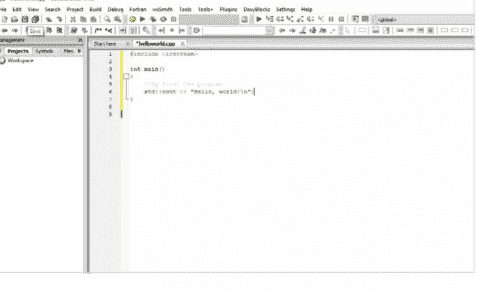 File Edit View Search Project Build Debug Fortran wxSmith Tools Tools+ Plugins DoxyBlocks Settings Help
<global>
Save
Management
Projects Symbols Files
Workspace
Start here × *helloworld.cpp ×
1 #include <iostream>
2
3 int main()
4 {
5 //My first C++ program
6 std::cout << "Hello, world!\n";
7 }
8
9